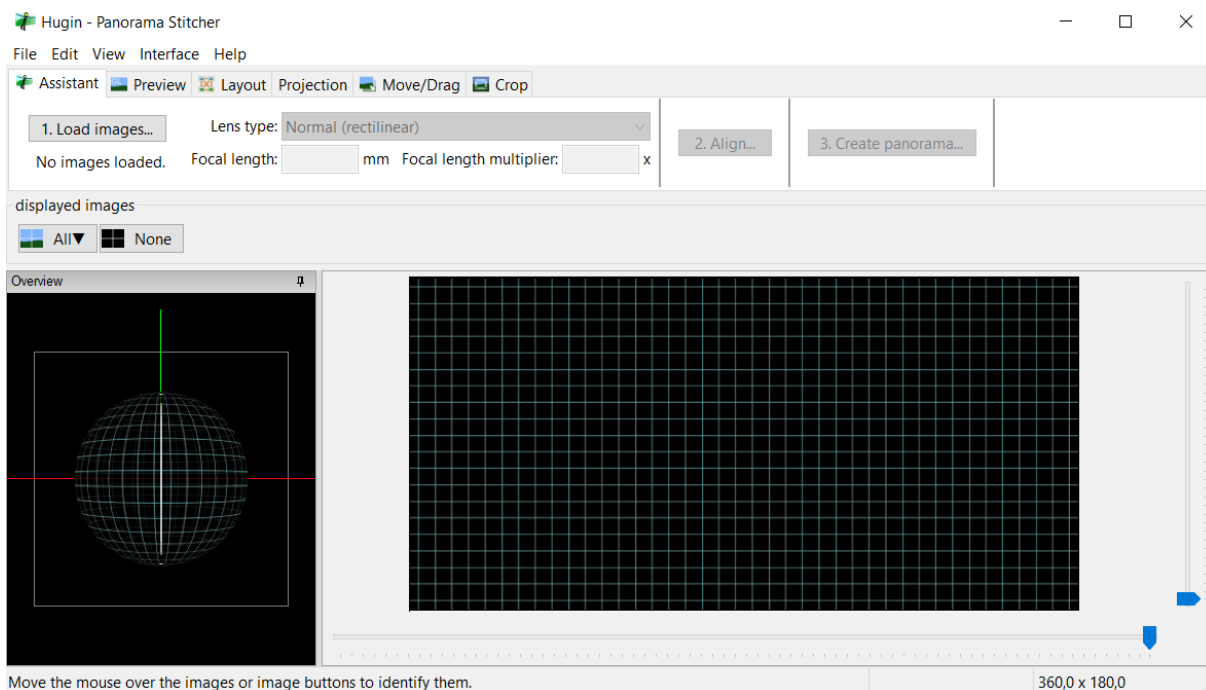 Hugin - Panorama Stitcher
File Edit View Interface Help
Assistant Preview Layout Projection Move/Drag Crop
1. Load images... Lens type: Normal (rectilinear) 2. Align... 3. Create panorama...
No images loaded. Focal length: mm Focal length multiplier: x
displayed images
All▼ None
Overview
Move the mouse over the images or image buttons to identify them. 360,0 x 180,0